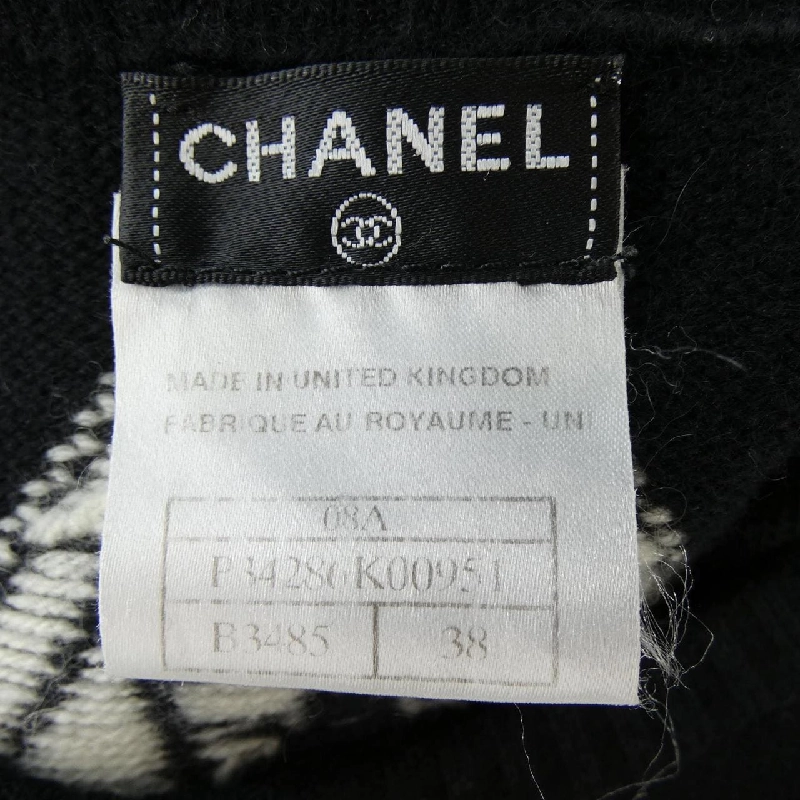 CHANEL
MADE IN UNITED KINGDOM
FABRIQUE AU ROYAUME - UNI
08A
P34286K00951
B3485 38